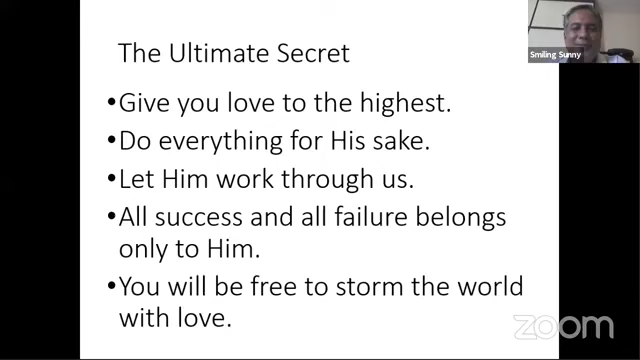 The Ultimate Secret
•Give you love to the highest.
•Do everything for His sake.
•Let Him work through us.
•All success and all failure belongs
only to Him.
•You will be free to storm the world
with love.
Smiling Sunny
zoom